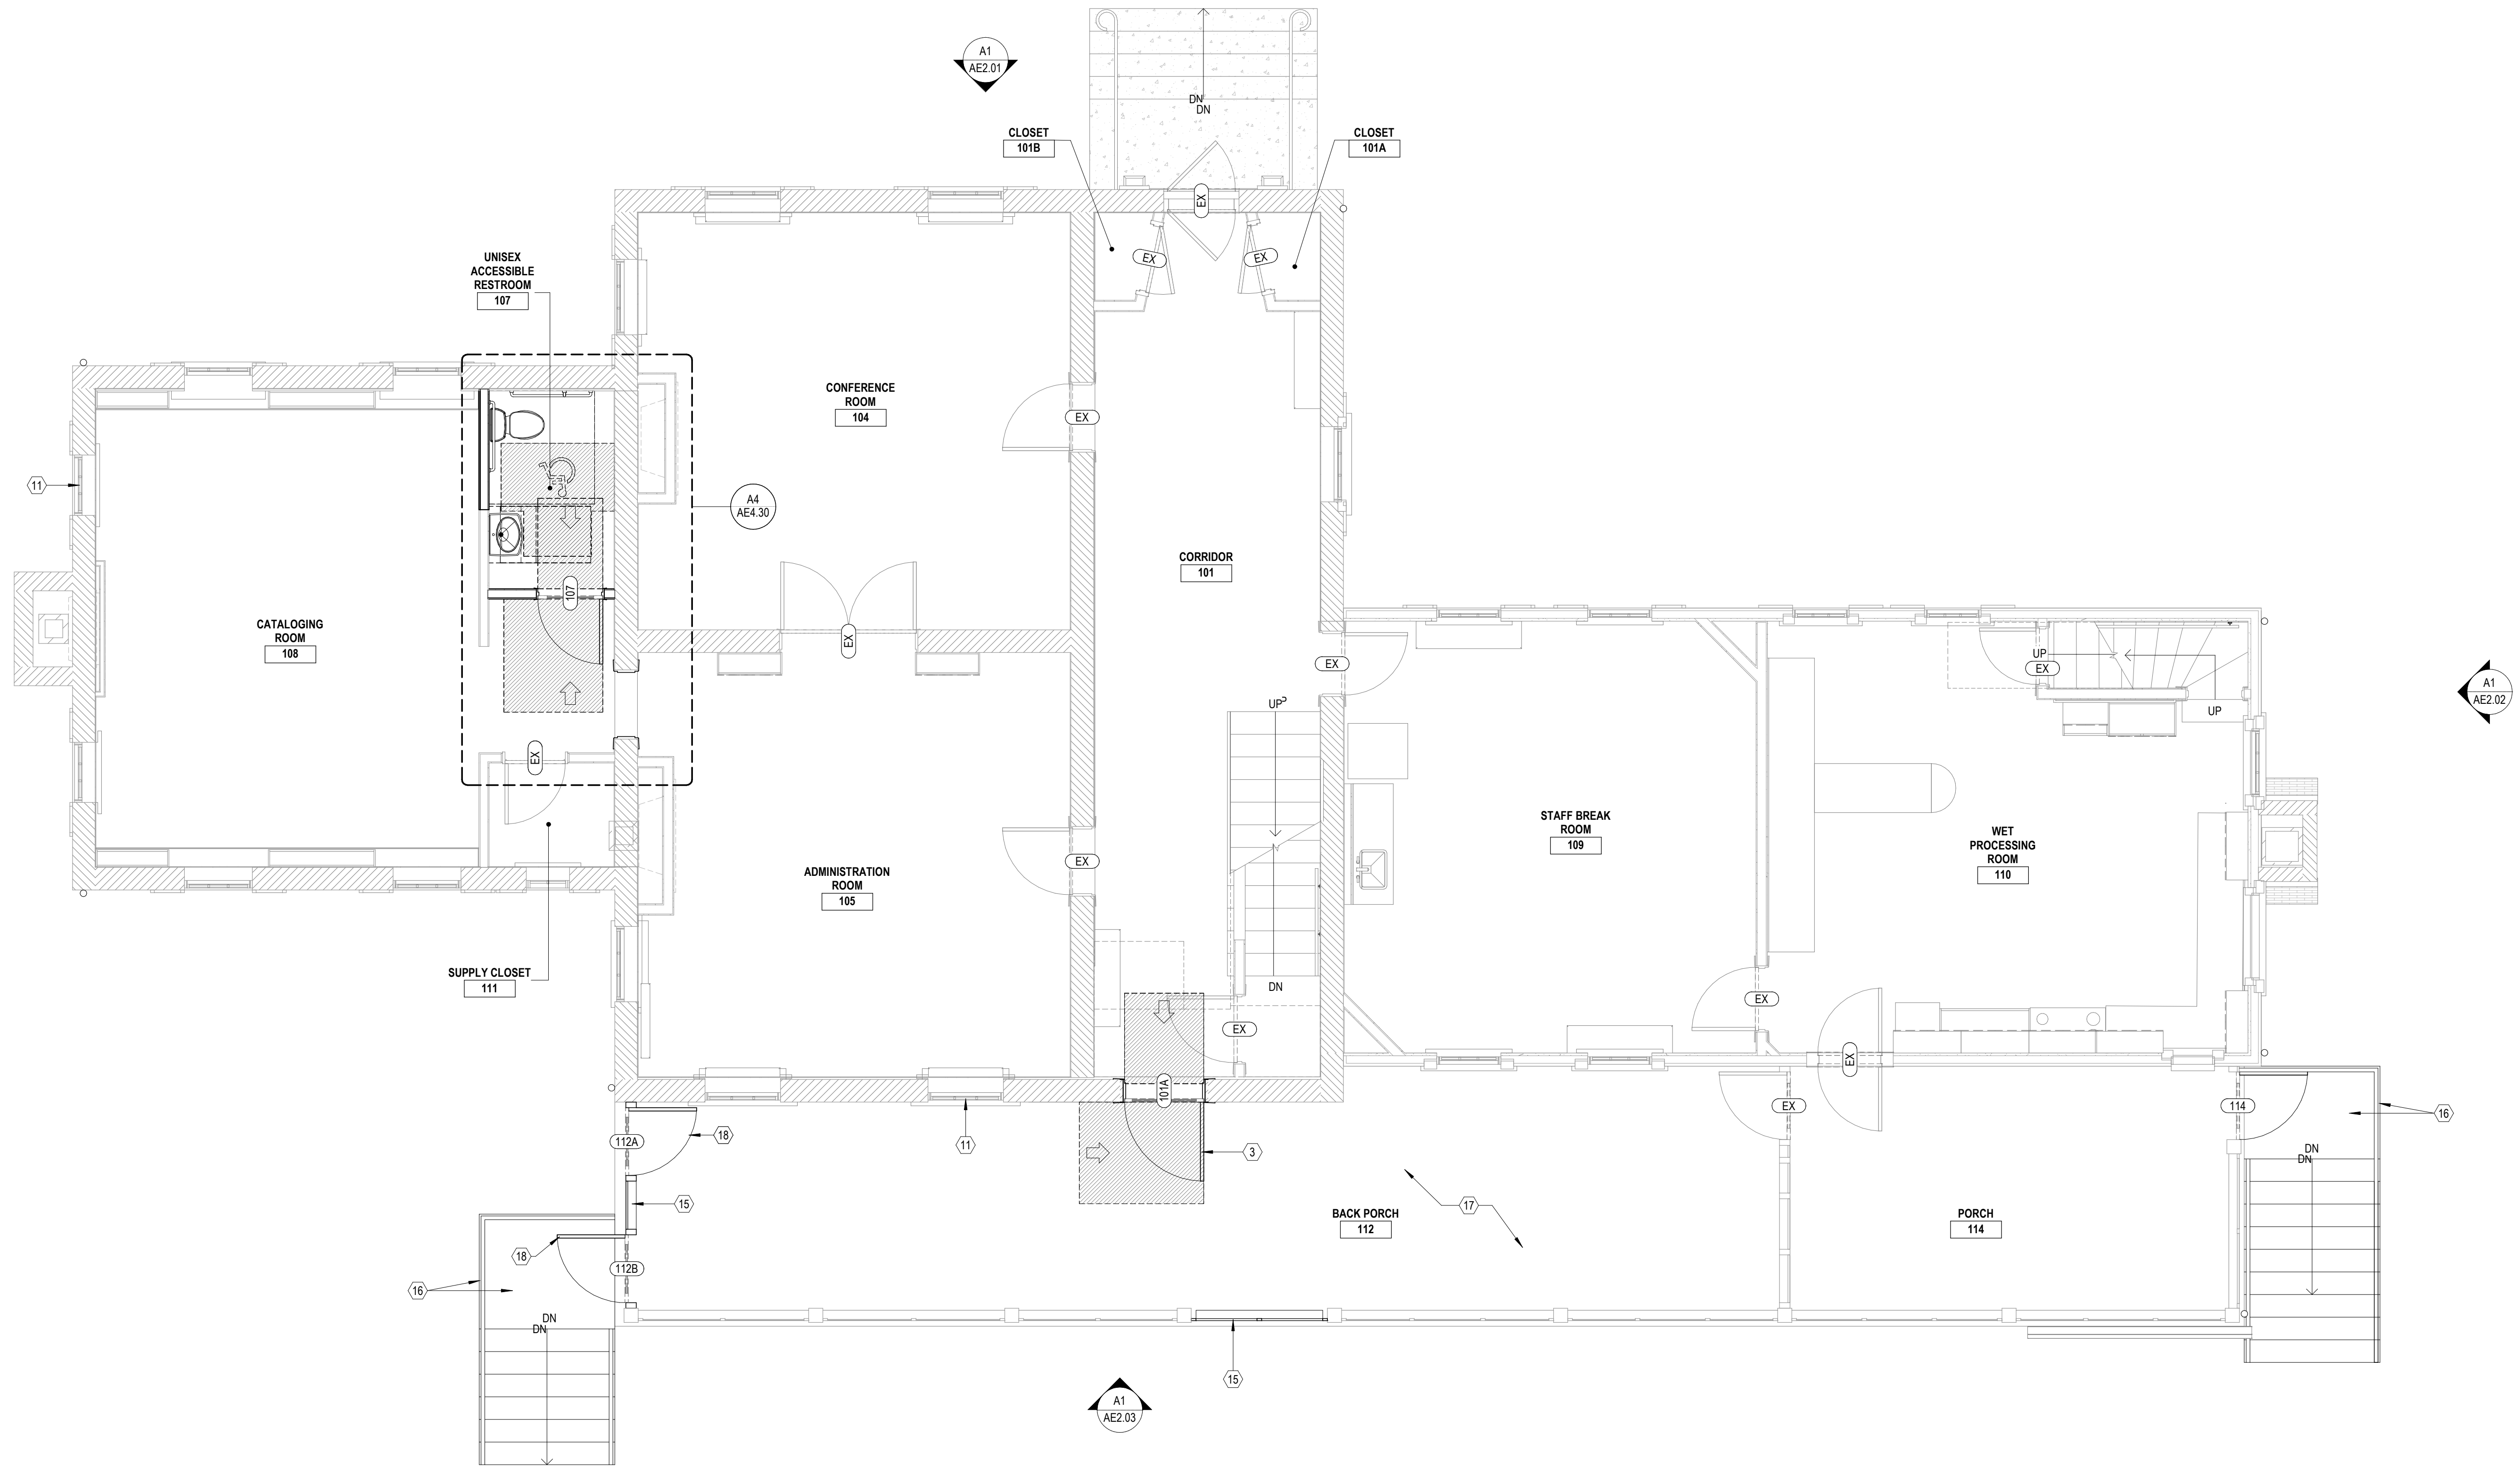 A1
AE2.01
DN
DN
CLOSET
101B
CLOSET
101A
EX
EX
EX
UNISEX
ACCESSIBLE
RESTROOM
107
CONFERENCE
ROOM
104
EX
11
A4
AE4.30
CORRIDOR
101
107
CATALOGING
ROOM
108
EX
EX
UP
EX
UP
A1
AE2.02
UP
UP
EX
STAFF BREAK
ROOM
109
WET
PROCESSING
ROOM
110
EX
ADMINISTRATION
ROOM
105
SUPPLY CLOSET
111
DN
EX
EX
EX
101A
EX
114
16
112A
18
11
3
DN
DN
15
17
BACK PORCH
112
PORCH
114
18
112B
16
DN
DN
15
A1
AE2.03